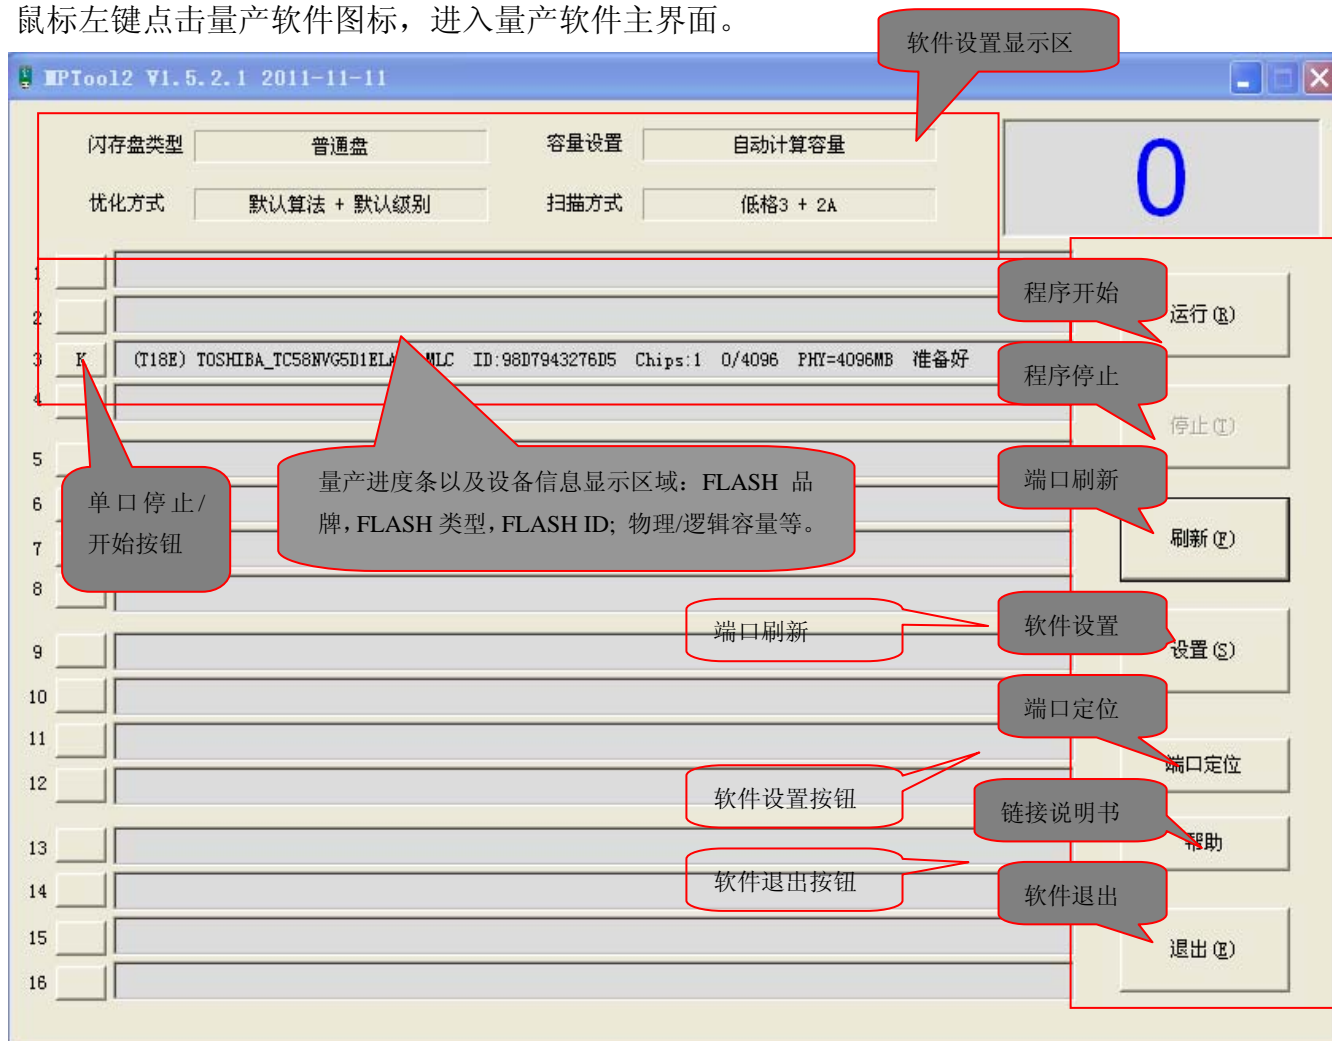 鼠标左键点击量产软件图标，进入量产软件主界面。
软件设置显示区
MPTool2 V1.5.2.1 2011-11-11
闪存盘类型 普通盘 容量设置 自动计算容量
优化方式 默认算法 + 默认级别 扫描方式 低格3 + 2A
0
1
程序开始
运行(R)
2
3 K (T18E) TOSHIBA_TC58NVG5D1ELA MLC ID:98D7943276D5 Chips:1 0/4096 PHY=4096MB 准备好
程序停止
4
停止(T)
5
量产进度条以及设备信息显示区域：FLASH 品
牌，FLASH 类型，FLASH ID; 物理/逻辑容量等。
端口刷新
6
单口停止/
开始按钮
7
刷新(F)
8
端口刷新
软件设置
9
设置(S)
10
端口定位
11
端口定位
12
软件设置按钮
链接说明书
13
帮助
14
软件退出按钮
软件退出
15
退出(E)
16